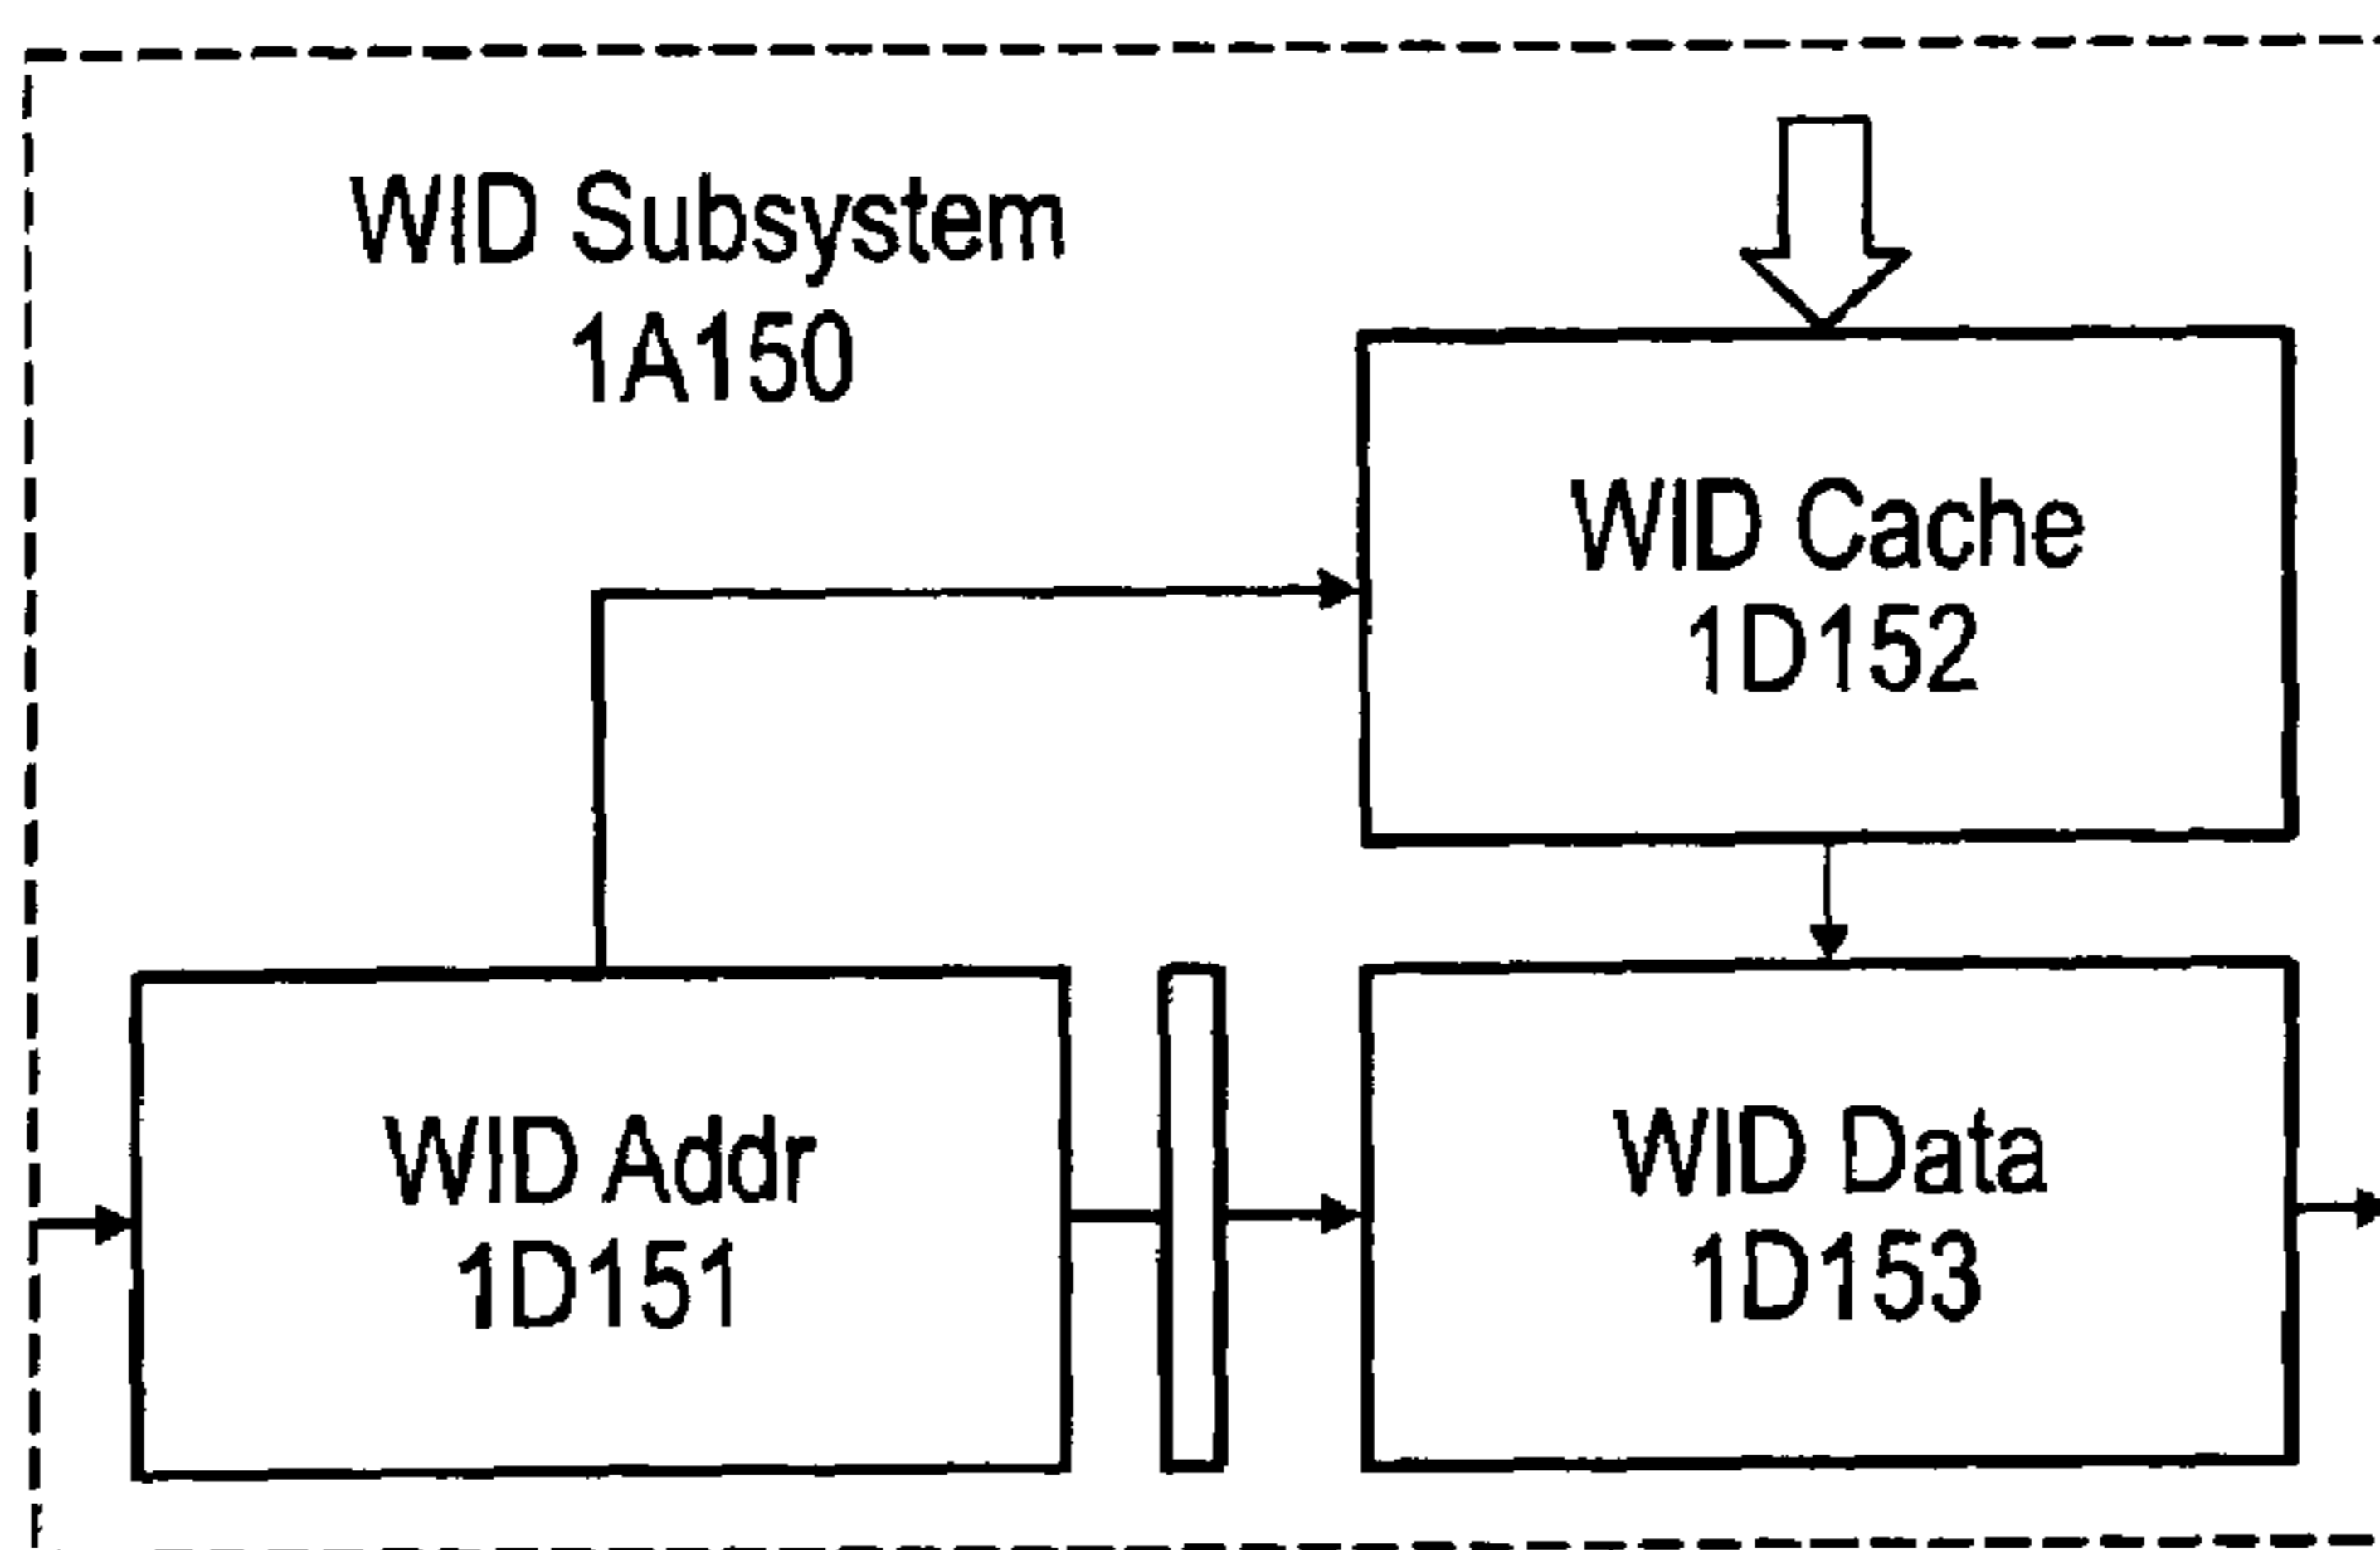 WID Subsystem
1A150
WID Cache
1D152
WID Addr
1D151
WID Data
1D153